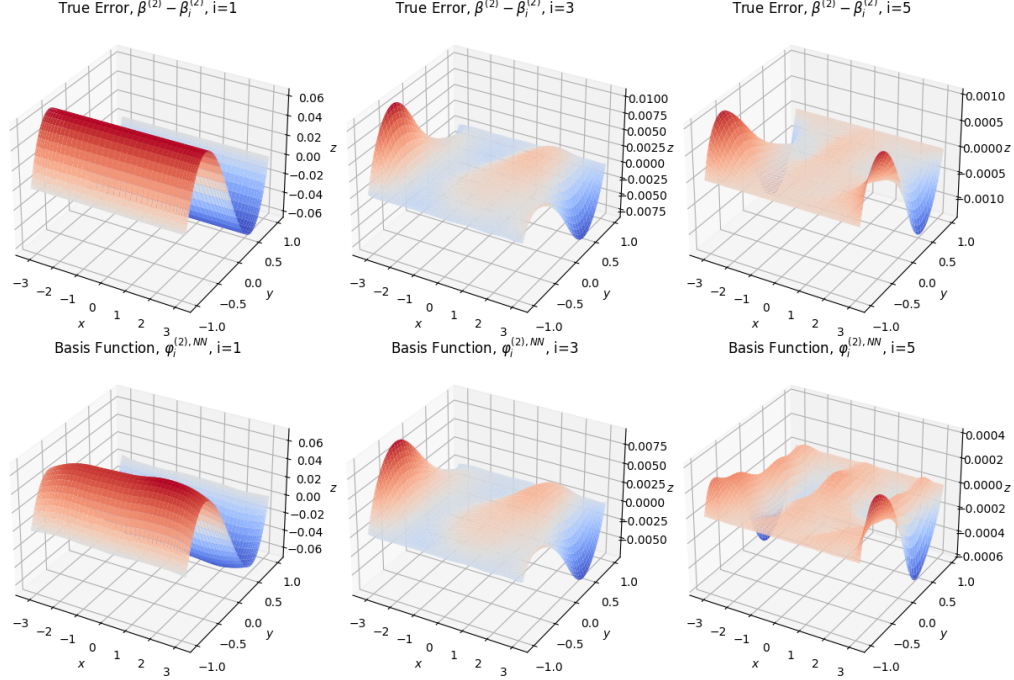 True Error, β⁽²⁾ − βᵢ⁽²⁾, i=1
0.06
0.04
0.02
0.00
−0.02
−0.04
−0.06
z
−3 −2 −1 0 1 2 3
x
−1.0 −0.5 0.0 0.5 1.0
y
True Error, β⁽²⁾ − βᵢ⁽²⁾, i=3
0.0100
0.0075
0.0050
0.0025
0.0000
−0.0025
−0.0050
−0.0075
z
−3 −2 −1 0 1 2 3
x
−1.0 −0.5 0.0 0.5 1.0
y
True Error, β⁽²⁾ − βᵢ⁽²⁾, i=5
0.0010
0.0005
0.0000
−0.0005
−0.0010
z
−3 −2 −1 0 1 2 3
x
−1.0 −0.5 0.0 0.5 1.0
y
Basis Function, φᵢ⁽²⁾,ᴺᴺ, i=1
0.06
0.04
0.02
0.00
−0.02
−0.04
−0.06
z
−3 −2 −1 0 1 2 3
x
−1.0 −0.5 0.0 0.5 1.0
y
Basis Function, φᵢ⁽²⁾,ᴺᴺ, i=3
0.0075
0.0050
0.0025
0.0000
−0.0025
−0.0050
z
−3 −2 −1 0 1 2 3
x
−1.0 −0.5 0.0 0.5 1.0
y
Basis Function, φᵢ⁽²⁾,ᴺᴺ, i=5
0.0004
0.0002
0.0000
−0.0002
−0.0004
−0.0006
z
−3 −2 −1 0 1 2 3
x
−1.0 −0.5 0.0 0.5 1.0
y